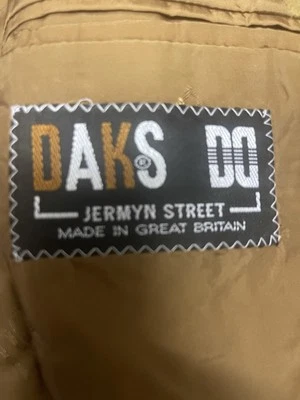 DAKS® DD
JERMYN STREET
MADE IN GREAT BRITAIN